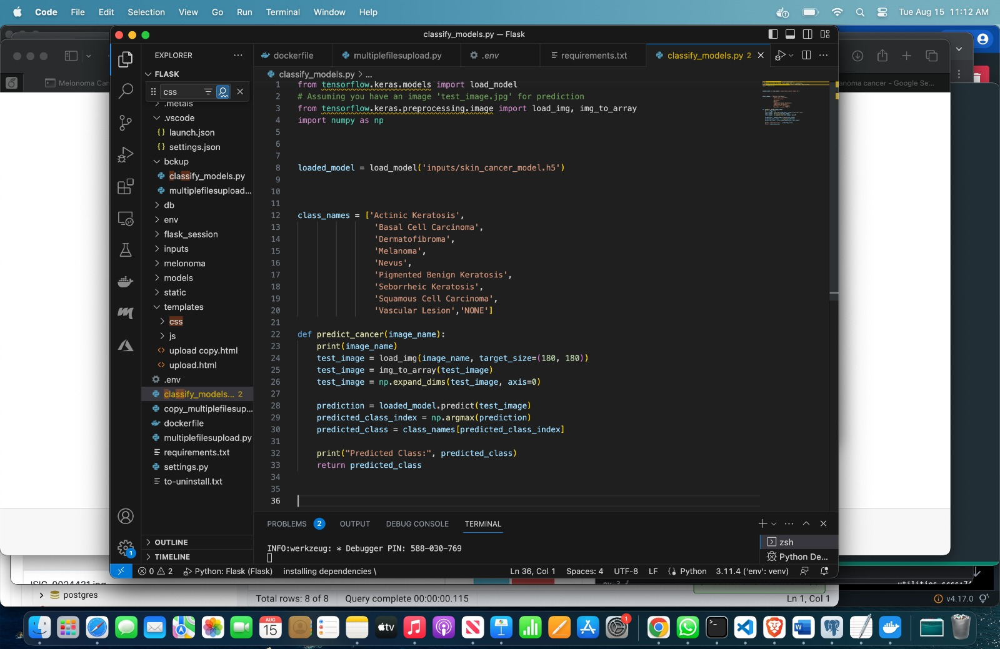 Code File Edit Selection View Go Run Terminal Window Help Tue Aug 15 11:12 AM
classify_models.py — Flask
EXPLORER
dockerfile multiplefilesupload.py .env requirements.txt classify_models.py 2
FLASK
classify_models.py > ...
css
.metals
.vscode
launch.json
settings.json
bckup
classify_models.py
multiplefilesupload...
db
env
flask_session
inputs
melonoma
models
static
templates
css
js
upload copy.html
upload.html
.env
classify_models... 2
copy_multiplefilesup...
dockerfile
multiplefilesupload.py
requirements.txt
settings.py
to-uninstall.txt
OUTLINE
TIMELINE
1 from tensorflow.keras.models import load_model
2 # Assuming you have an image 'test_image.jpg' for prediction
3 from tensorflow.keras.preprocessing.image import load_img, img_to_array
4 import numpy as np
5
6
7
8 loaded_model = load_model('inputs/skin_cancer_model.h5')
9
10
11
12 class_names = ['Actinic Keratosis',
13 'Basal Cell Carcinoma',
14 'Dermatofibroma',
15 'Melanoma',
16 'Nevus',
17 'Pigmented Benign Keratosis',
18 'Seborrheic Keratosis',
19 'Squamous Cell Carcinoma',
20 'Vascular Lesion','NONE']
21
22 def predict_cancer(image_name):
23 print(image_name)
24 test_image = load_img(image_name, target_size=(180, 180))
25 test_image = img_to_array(test_image)
26 test_image = np.expand_dims(test_image, axis=0)
27
28 prediction = loaded_model.predict(test_image)
29 predicted_class_index = np.argmax(prediction)
30 predicted_class = class_names[predicted_class_index]
31
32 print("Predicted Class:", predicted_class)
33 return predicted_class
34
35
36
PROBLEMS 2 OUTPUT DEBUG CONSOLE TERMINAL
INFO:werkzeug: * Debugger PIN: 588-030-769
zsh
Python De...
1
0 2 Python: Flask (Flask) installing dependencies \ Ln 36, Col 1 Spaces: 4 UTF-8 LF Python 3.11.4 ('env': venv)
Melonoma Can
anoma cancer - Google Se...
postgres
Total rows: 8 of 8 Query complete 00:00:00.115 Ln 1, Col 1
v4.17.0
AUG
15
tv
1